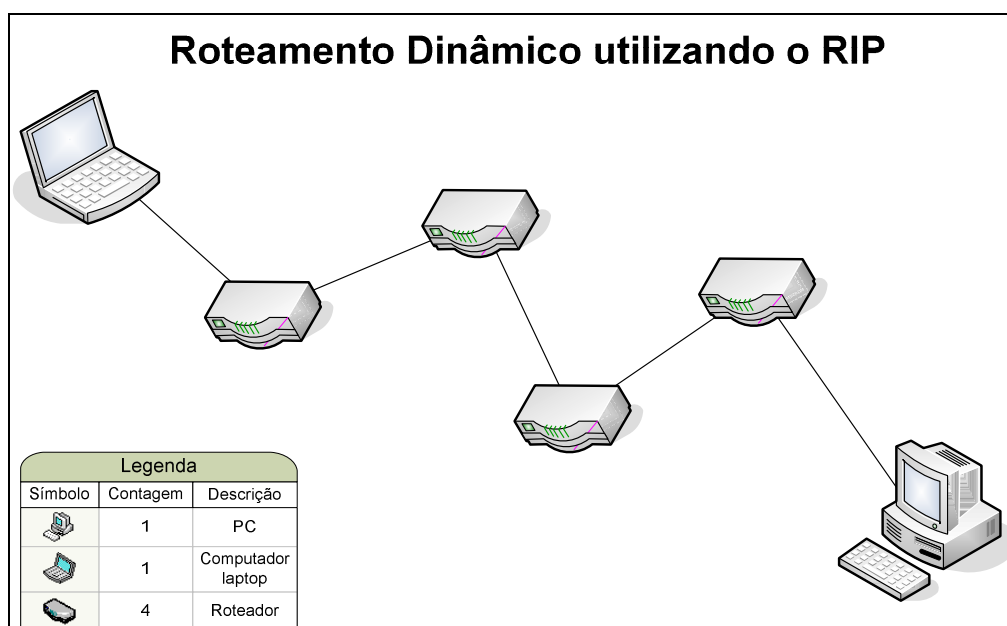 Roteamento Dinâmico utilizando o RIP
Legenda
Símbolo Contagem Descrição
1 PC
1 Computador
laptop
4 Roteador